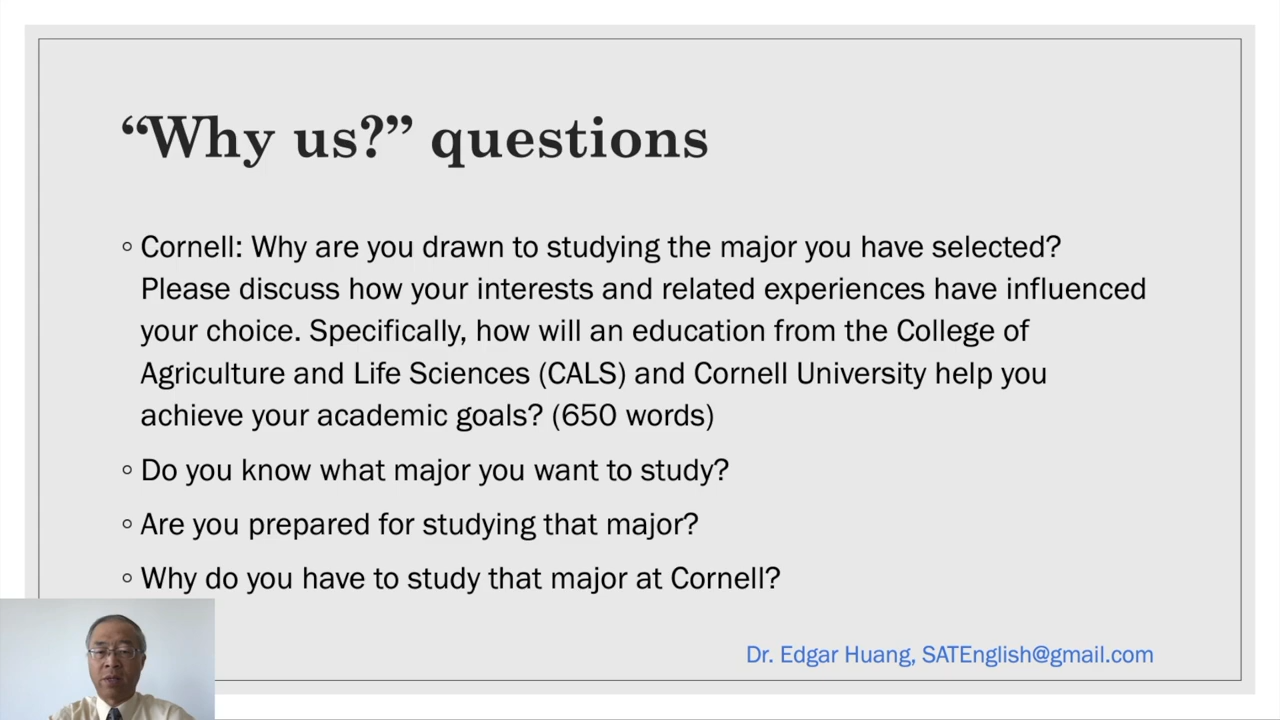 “Why us?” questions
◦ Cornell: Why are you drawn to studying the major you have selected?
Please discuss how your interests and related experiences have influenced
your choice. Specifically, how will an education from the College of
Agriculture and Life Sciences (CALS) and Cornell University help you
achieve your academic goals? (650 words)
◦ Do you know what major you want to study?
◦ Are you prepared for studying that major?
◦ Why do you have to study that major at Cornell?
Dr. Edgar Huang, SATEnglish@gmail.com